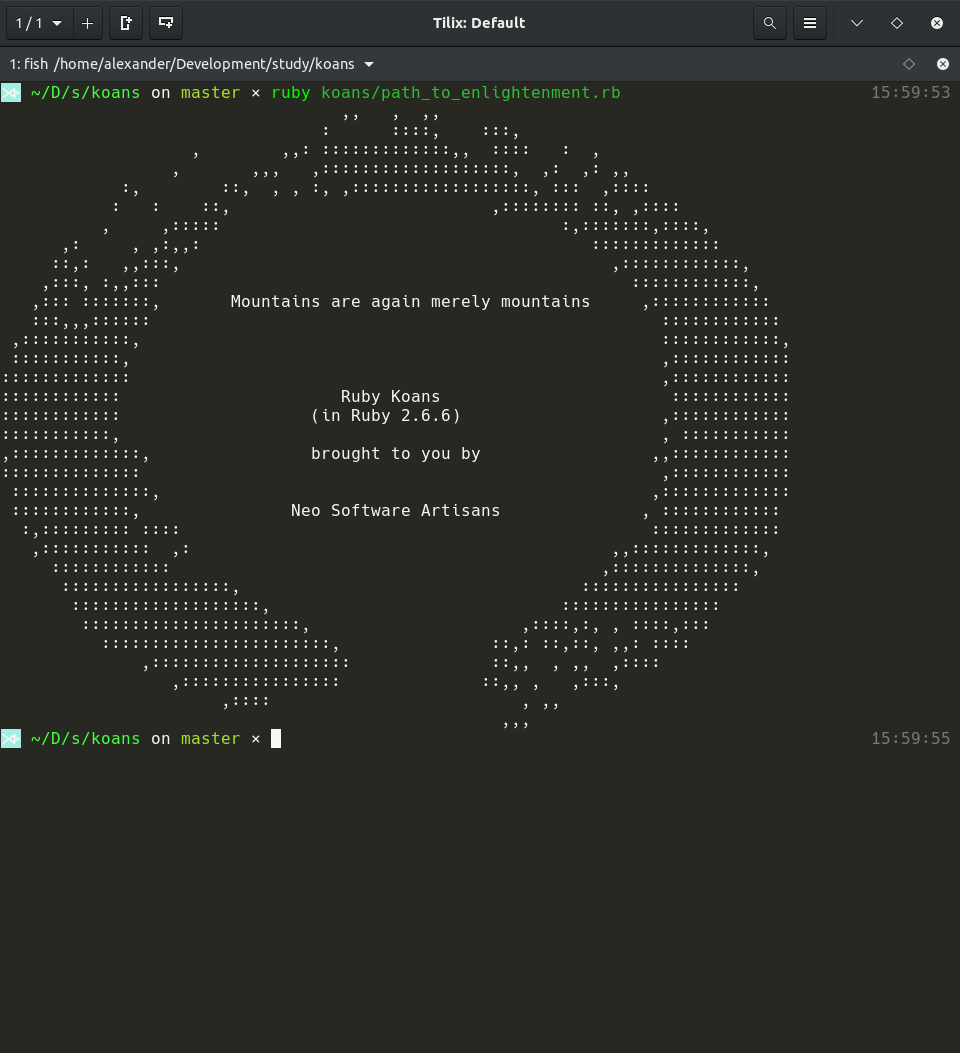 1 / 1
Tilix: Default
1: fish /home/alexander/Development/study/koans
~/D/s/koans on master × ruby koans/path_to_enlightenment.rb 15:59:53
Mountains are again merely mountains
Ruby Koans
(in Ruby 2.6.6)
brought to you by
Neo Software Artisans
~/D/s/koans on master × 15:59:55